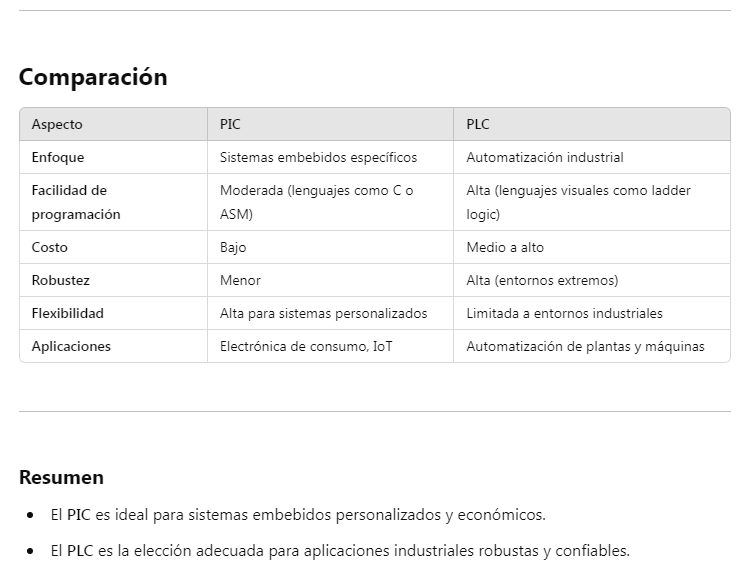 Comparación
Aspecto PIC PLC
Enfoque Sistemas embebidos específicos Automatización industrial
Facilidad de programación Moderada (lenguajes como C o ASM) Alta (lenguajes visuales como ladder logic)
Costo Bajo Medio a alto
Robustez Menor Alta (entornos extremos)
Flexibilidad Alta para sistemas personalizados Limitada a entornos industriales
Aplicaciones Electrónica de consumo, IoT Automatización de plantas y máquinas
Resumen
• El PIC es ideal para sistemas embebidos personalizados y económicos.
• El PLC es la elección adecuada para aplicaciones industriales robustas y confiables.